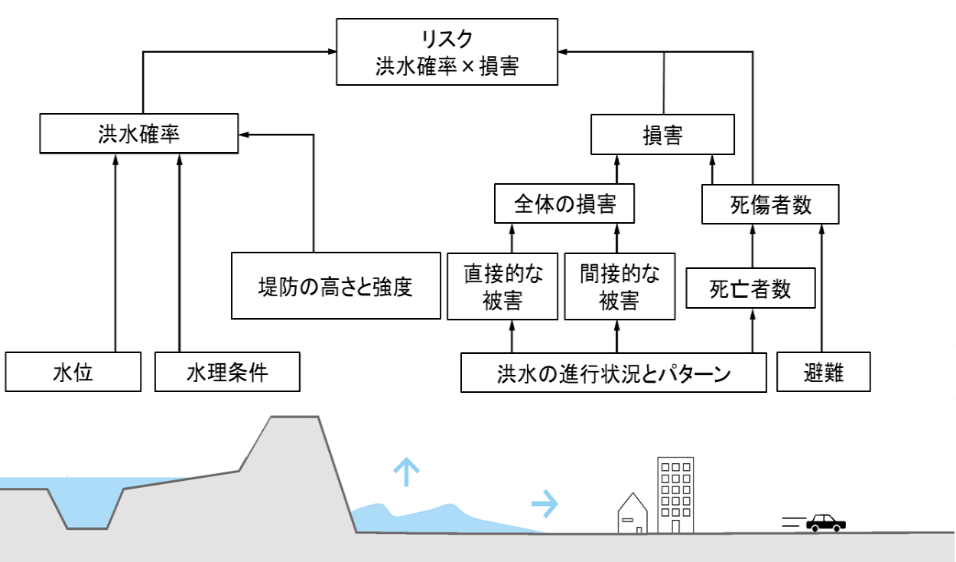 リスク
洪水確率×損害
洪水確率
損害
全体の損害
死傷者数
堤防の高さと強度
直接的な
被害
間接的な
被害
死亡者数
水位
水理条件
洪水の進行状況とパターン
避難